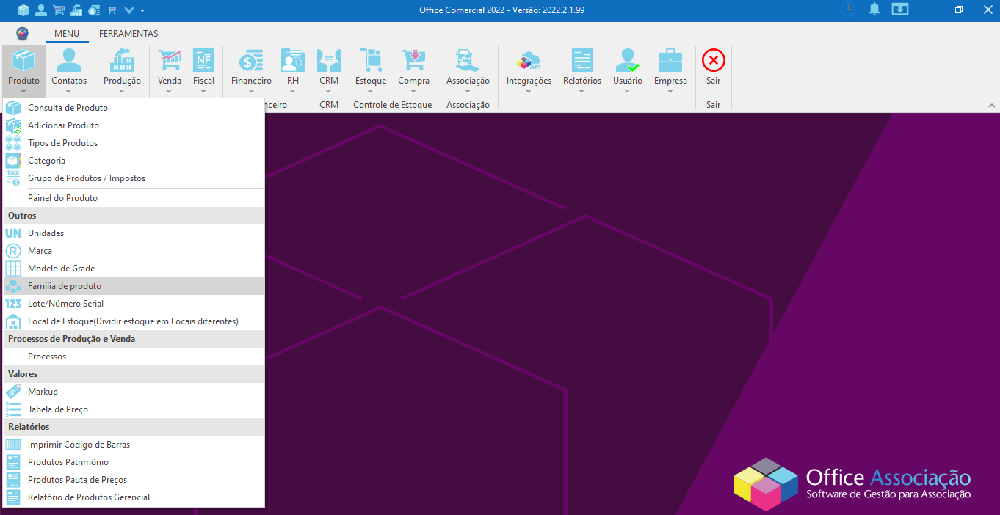 Office Comercial 2022 - Versão: 2022.2.1.99
MENU FERRAMENTAS
Produto Contatos Produção Venda Fiscal Financeiro RH CRM Estoque Compra Associação Integrações Relatórios Usuário Empresa Sair
NF
API
nceiro CRM Controle de Estoque Associação Sair
Consulta de Produto
Adicionar Produto
Tipos de Produtos
Categoria
TAX
Grupo de Produtos / Impostos
Painel do Produto
Outros
UN Unidades
R Marca
Modelo de Grade
Familia de produto
123 Lote/Número Serial
Local de Estoque(Dividir estoque em Locais diferentes)
Processos de Produção e Venda
Processos
Valores
Markup
Tabela de Preço
Relatórios
Imprimir Código de Barras
Produtos Patrimônio
Produtos Pauta de Preços
Relatório de Produtos Gerencial
Office Associação
Software de Gestão para Associação